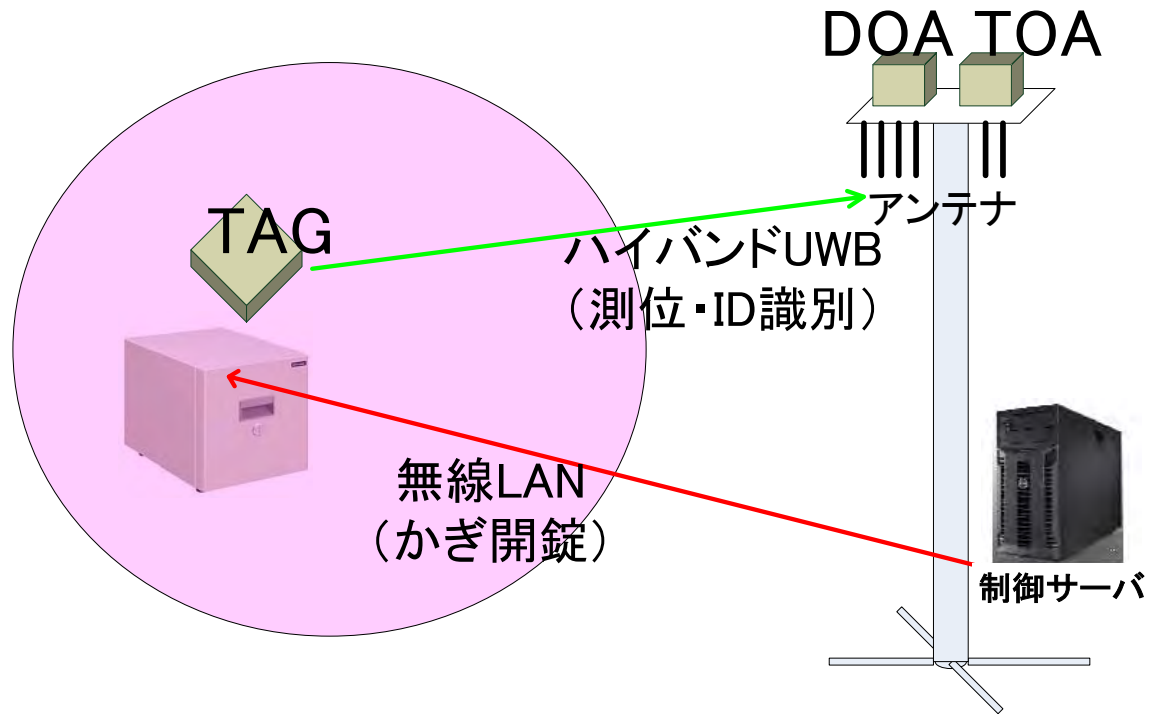 DOA TOA
アンテナ
TAG
ハイバンドUWB
（測位・ID識別）
無線LAN
（かぎ開錠）
制御サーバ